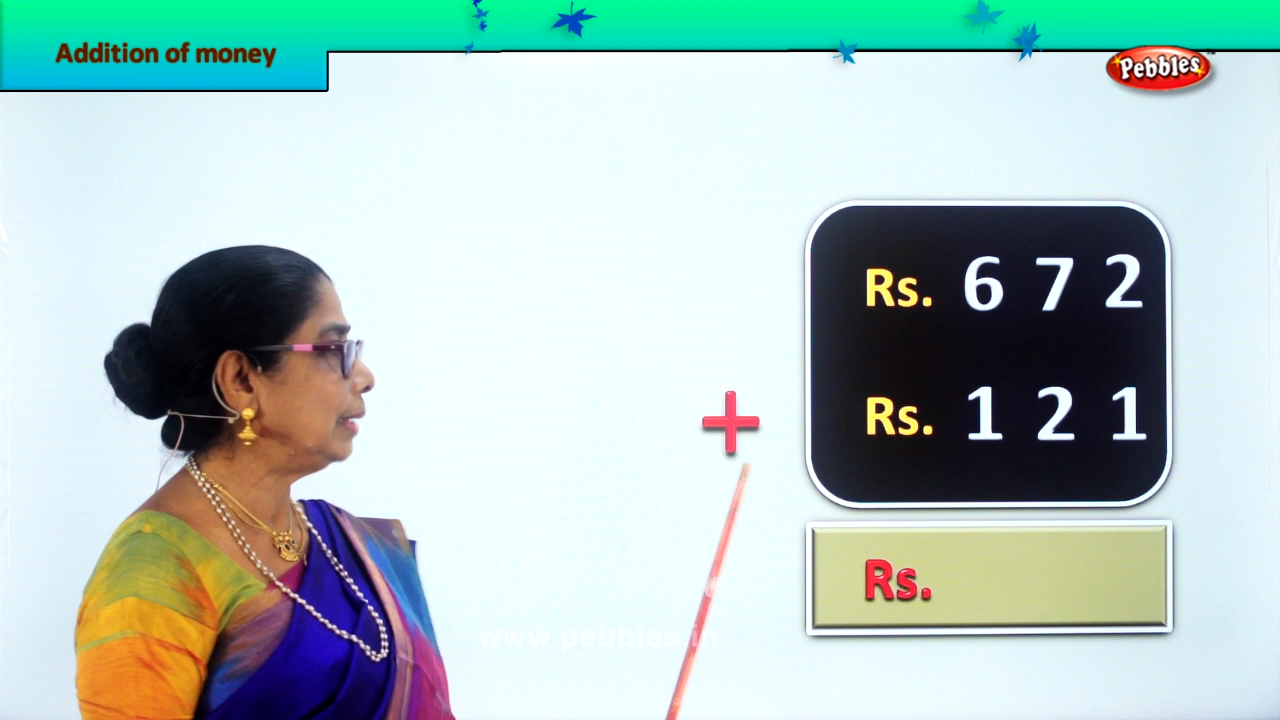 Addition of money
Pebbles
Rs. 6 7 2
+
Rs. 1 2 1
Rs.
www.pebbles.in